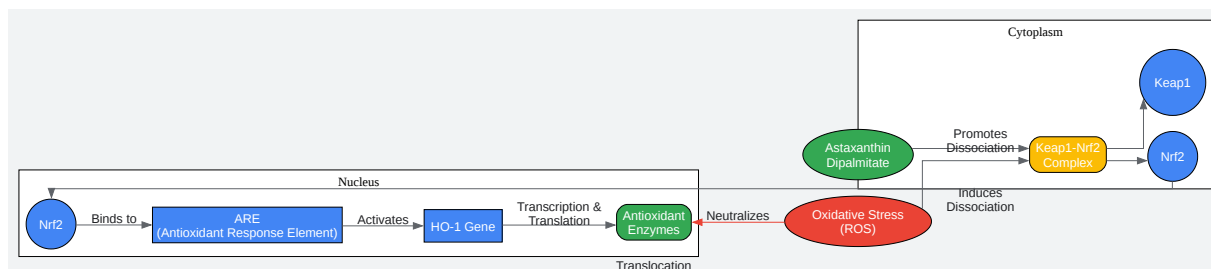 Cytoplasm
Keap1
Promotes
Dissociation
Astaxanthin
Dipalmitate
Keap1-Nrf2
Complex
Nrf2
Nucleus
Induces
Dissociation
Nrf2
Binds to
ARE
(Antioxidant Response Element)
Activates
HO-1 Gene
Transcription &
Translation
Antioxidant
Enzymes
Neutralizes
Oxidative Stress
(ROS)
Translocation